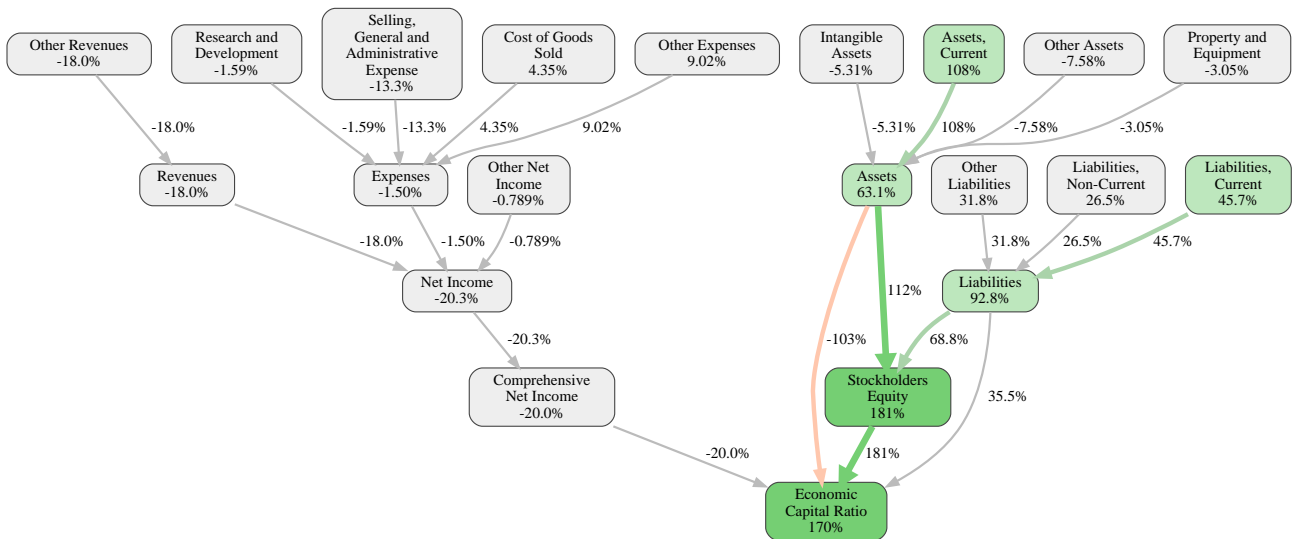 Other Revenues
-18.0%
Research and
Development
-1.59%
Selling,
General and
Administrative
Expense
-13.3%
Cost of Goods
Sold
4.35%
Other Expenses
9.02%
Intangible
Assets
-5.31%
Assets,
Current
108%
Other Assets
-7.58%
Property and
Equipment
-3.05%
-18.0%
-1.59%
-13.3%
4.35%
9.02%
-5.31%
108%
-7.58%
-3.05%
Revenues
-18.0%
Expenses
-1.50%
Other Net
Income
-0.789%
Assets
63.1%
Other
Liabilities
31.8%
Liabilities,
Non-Current
26.5%
Liabilities,
Current
45.7%
-18.0%
-1.50%
-0.789%
31.8%
26.5%
45.7%
Net Income
-20.3%
Liabilities
92.8%
112%
-20.3%
-103%
68.8%
Comprehensive
Net Income
-20.0%
Stockholders
Equity
181%
35.5%
-20.0%
181%
Economic
Capital Ratio
170%